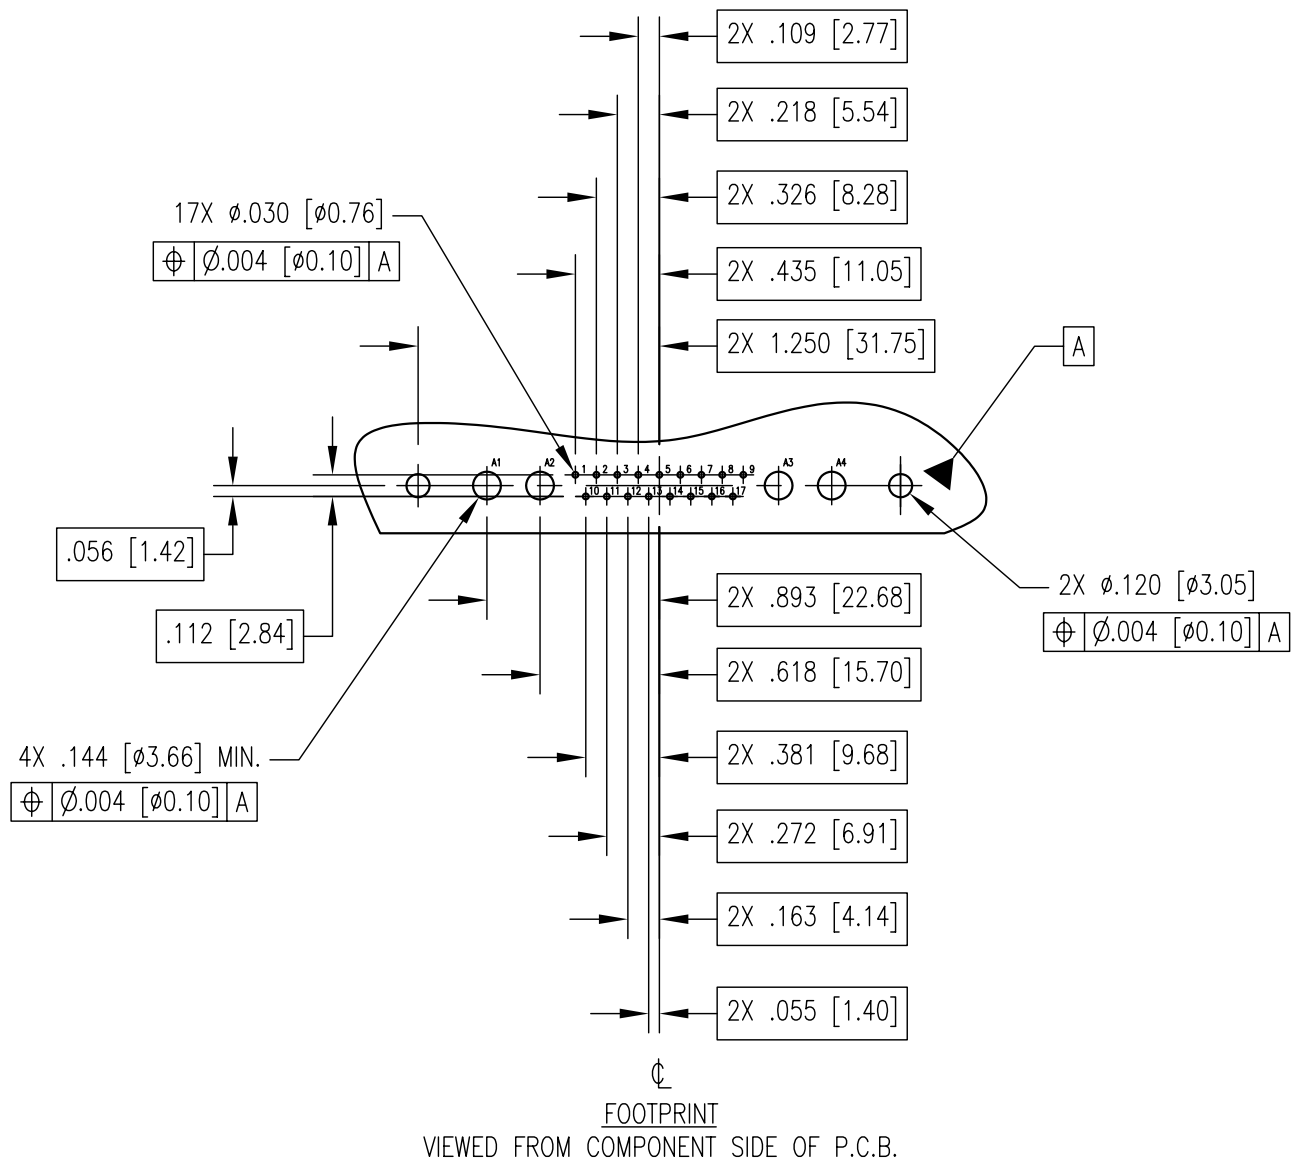 2X .109 [2.77]
2X .218 [5.54]
2X .326 [8.28]
17X ø.030 [ø0.76]
⌖ Ø.004 [ø0.10] A
2X .435 [11.05]
2X 1.250 [31.75]
A
A1 A2 1 2 3 4 5 6 7 8 9 A3 A4
10 11 12 13 14 15 16 17
.056 [1.42]
2X ø.120 [ø3.05]
⌖ Ø.004 [ø0.10] A
2X .893 [22.68]
.112 [2.84]
2X .618 [15.70]
4X .144 [ø3.66] MIN.
⌖ Ø.004 [ø0.10] A
2X .381 [9.68]
2X .272 [6.91]
2X .163 [4.14]
2X .055 [1.40]
℄
FOOTPRINT
VIEWED FROM COMPONENT SIDE OF P.C.B.